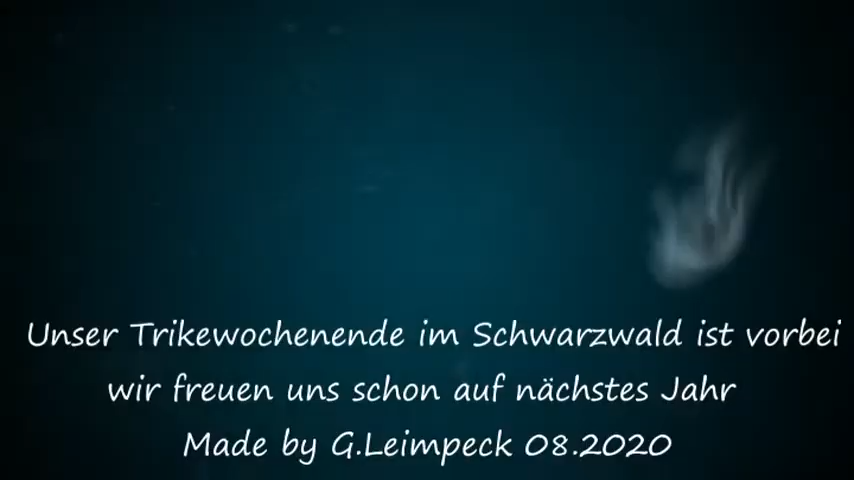 Unser Trikewochenende im Schwarzwald ist vorbei
wir freuen uns schon auf nächstes Jahr
Made by G.Leimpeck 08.2020